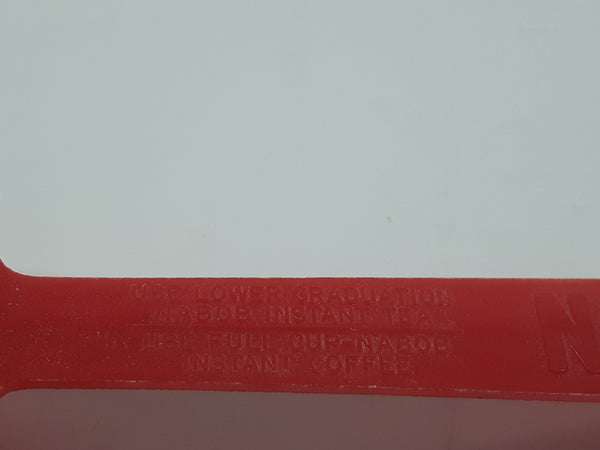 USE LOWER GRADUATION
NABOB INSTANT TEA
USE FULL CUP-NABOB
INSTANT COFFEE
N